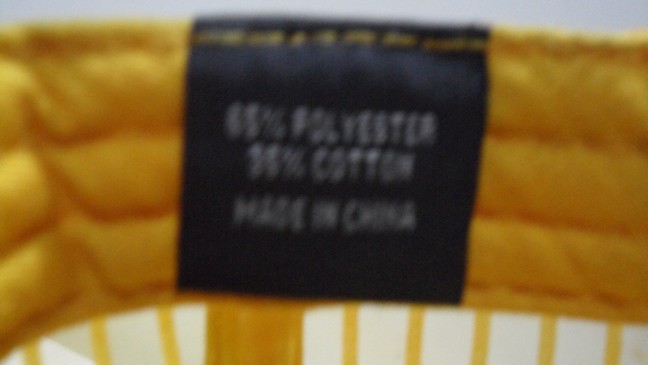 65% POLYESTER
35% COTTON
MADE IN CHINA